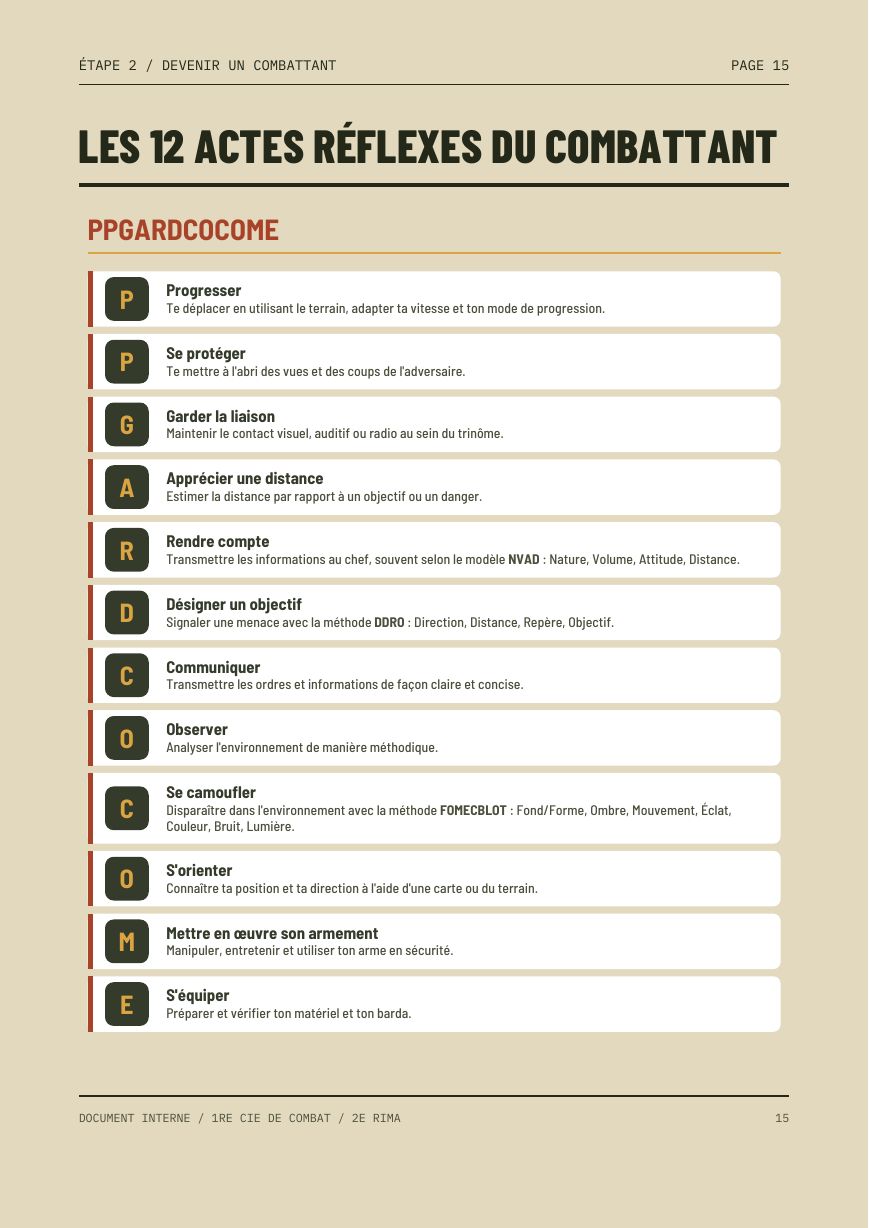 ÉTAPE 2 / DEVENIR UN COMBATTANT
PAGE 15
LES 12 ACTES RÉFLEXES DU COMBATTANT
PPGARDCOCOME
P
Progresser
Te déplacer en utilisant le terrain, adapter ta vitesse et ton mode de progression.
P
Se protéger
Te mettre à l'abri des vues et des coups de l'adversaire.
G
Garder la liaison
Maintenir le contact visuel, auditif ou radio au sein du trinôme.
A
Apprécier une distance
Estimer la distance par rapport à un objectif ou un danger.
R
Rendre compte
Transmettre les informations au chef, souvent selon le modèle NVAD : Nature, Volume, Attitude, Distance.
D
Désigner un objectif
Signaler une menace avec la méthode DDRO : Direction, Distance, Repère, Objectif.
C
Communiquer
Transmettre les ordres et informations de façon claire et concise.
O
Observer
Analyser l'environnement de manière méthodique.
C
Se camoufler
Disparaître dans l'environnement avec la méthode FOMECBLOT : Fond/Forme, Ombre, Mouvement, Éclat,
Couleur, Bruit, Lumière.
O
S'orienter
Connaître ta position et ta direction à l'aide d'une carte ou du terrain.
M
Mettre en œuvre son armement
Manipuler, entretenir et utiliser ton arme en sécurité.
E
S'équiper
Préparer et vérifier ton matériel et ton barda.
DOCUMENT INTERNE / 1RE CIE DE COMBAT / 2E RIMA
15